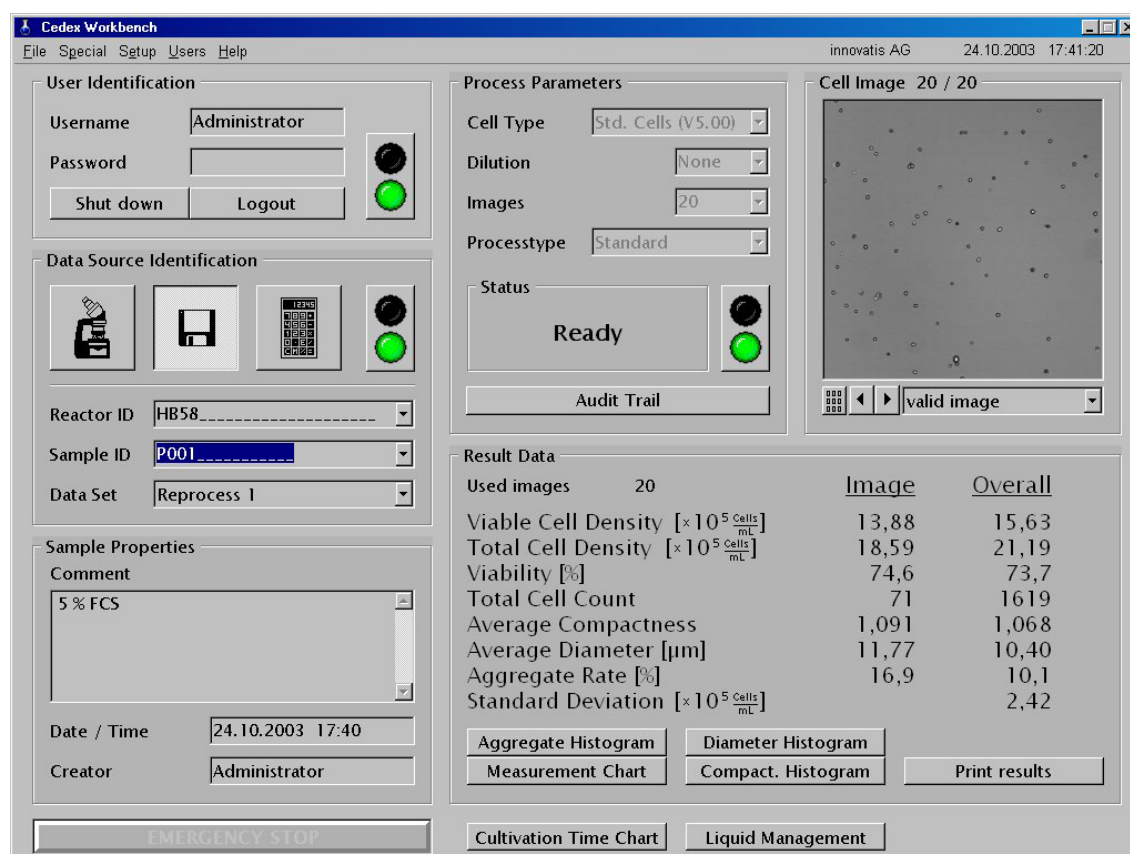 Cedex Workbench
File Special Setup Users Help innovatis AG 24.10.2003 17:41:20
User Identification
Username Administrator
Password
Shut down Logout
Data Source Identification
12345
Reactor ID HB58____________________
Sample ID P001___________
Data Set Reprocess 1
Sample Properties
Comment
5 % FCS
Date / Time 24.10.2003 17:40
Creator Administrator
EMERGENCY STOP
Process Parameters
Cell Type Std. Cells (V5.00)
Dilution None
Images 20
Processtype Standard
Status
Ready
Audit Trail
Cell Image 20 / 20
valid image
Result Data
Used images 20 Image Overall
Viable Cell Density [×10⁵ Cells/mL] 13,88 15,63
Total Cell Density [×10⁵ Cells/mL] 18,59 21,19
Viability [%] 74,6 73,7
Total Cell Count 71 1619
Average Compactness 1,091 1,068
Average Diameter [µm] 11,77 10,40
Aggregate Rate [%] 16,9 10,1
Standard Deviation [×10⁵ Cells/mL] 2,42
Aggregate Histogram Diameter Histogram
Measurement Chart Compact. Histogram Print results
Cultivation Time Chart Liquid Management